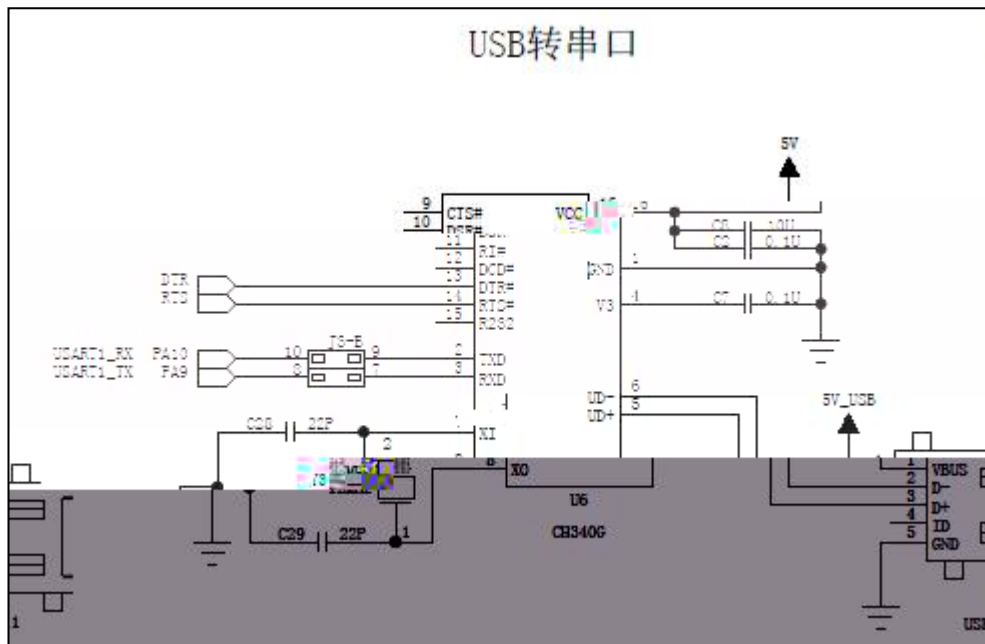 USB转串口
5V
9 CTS# VCC
10 DSR#
C2 0.1U
11 RI#
12 DCD# GND 1
13 DTR#
DTR
14 RTS# V3 4 C7 0.1U
RTS
15 R232
J3-B
USART1_RX PA10 10 9 2 TXD
USART1_TX PA9 8 7 3 RXD
UD- 6
UD+ 5
5V_USB
C28 22P XI
2
8 XO
1 VBUS
2 D-
3 D+
4 ID
5 GND
U6
C29 22P 1 CH340G
1